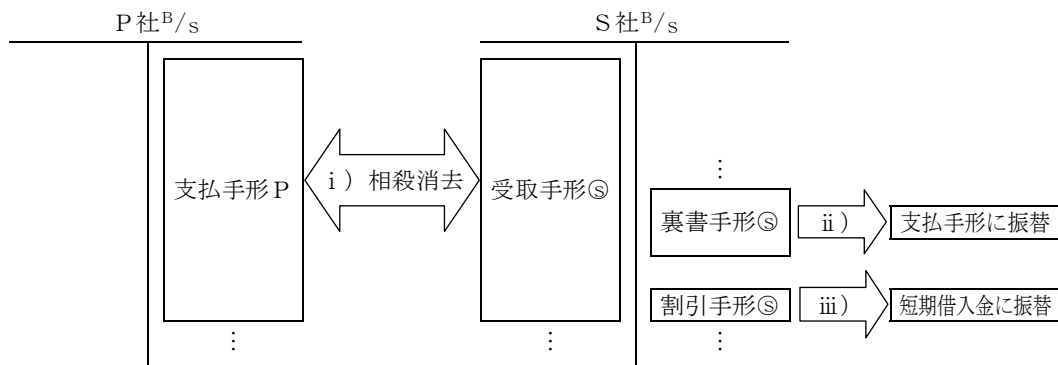 P社B/s
S社B/s
支払手形P
ⅰ）相殺消去
受取手形Ⓢ
⋮
裏書手形Ⓢ
ⅱ）
支払手形に振替
割引手形Ⓢ
ⅲ）
短期借入金に振替
⋮
⋮
⋮